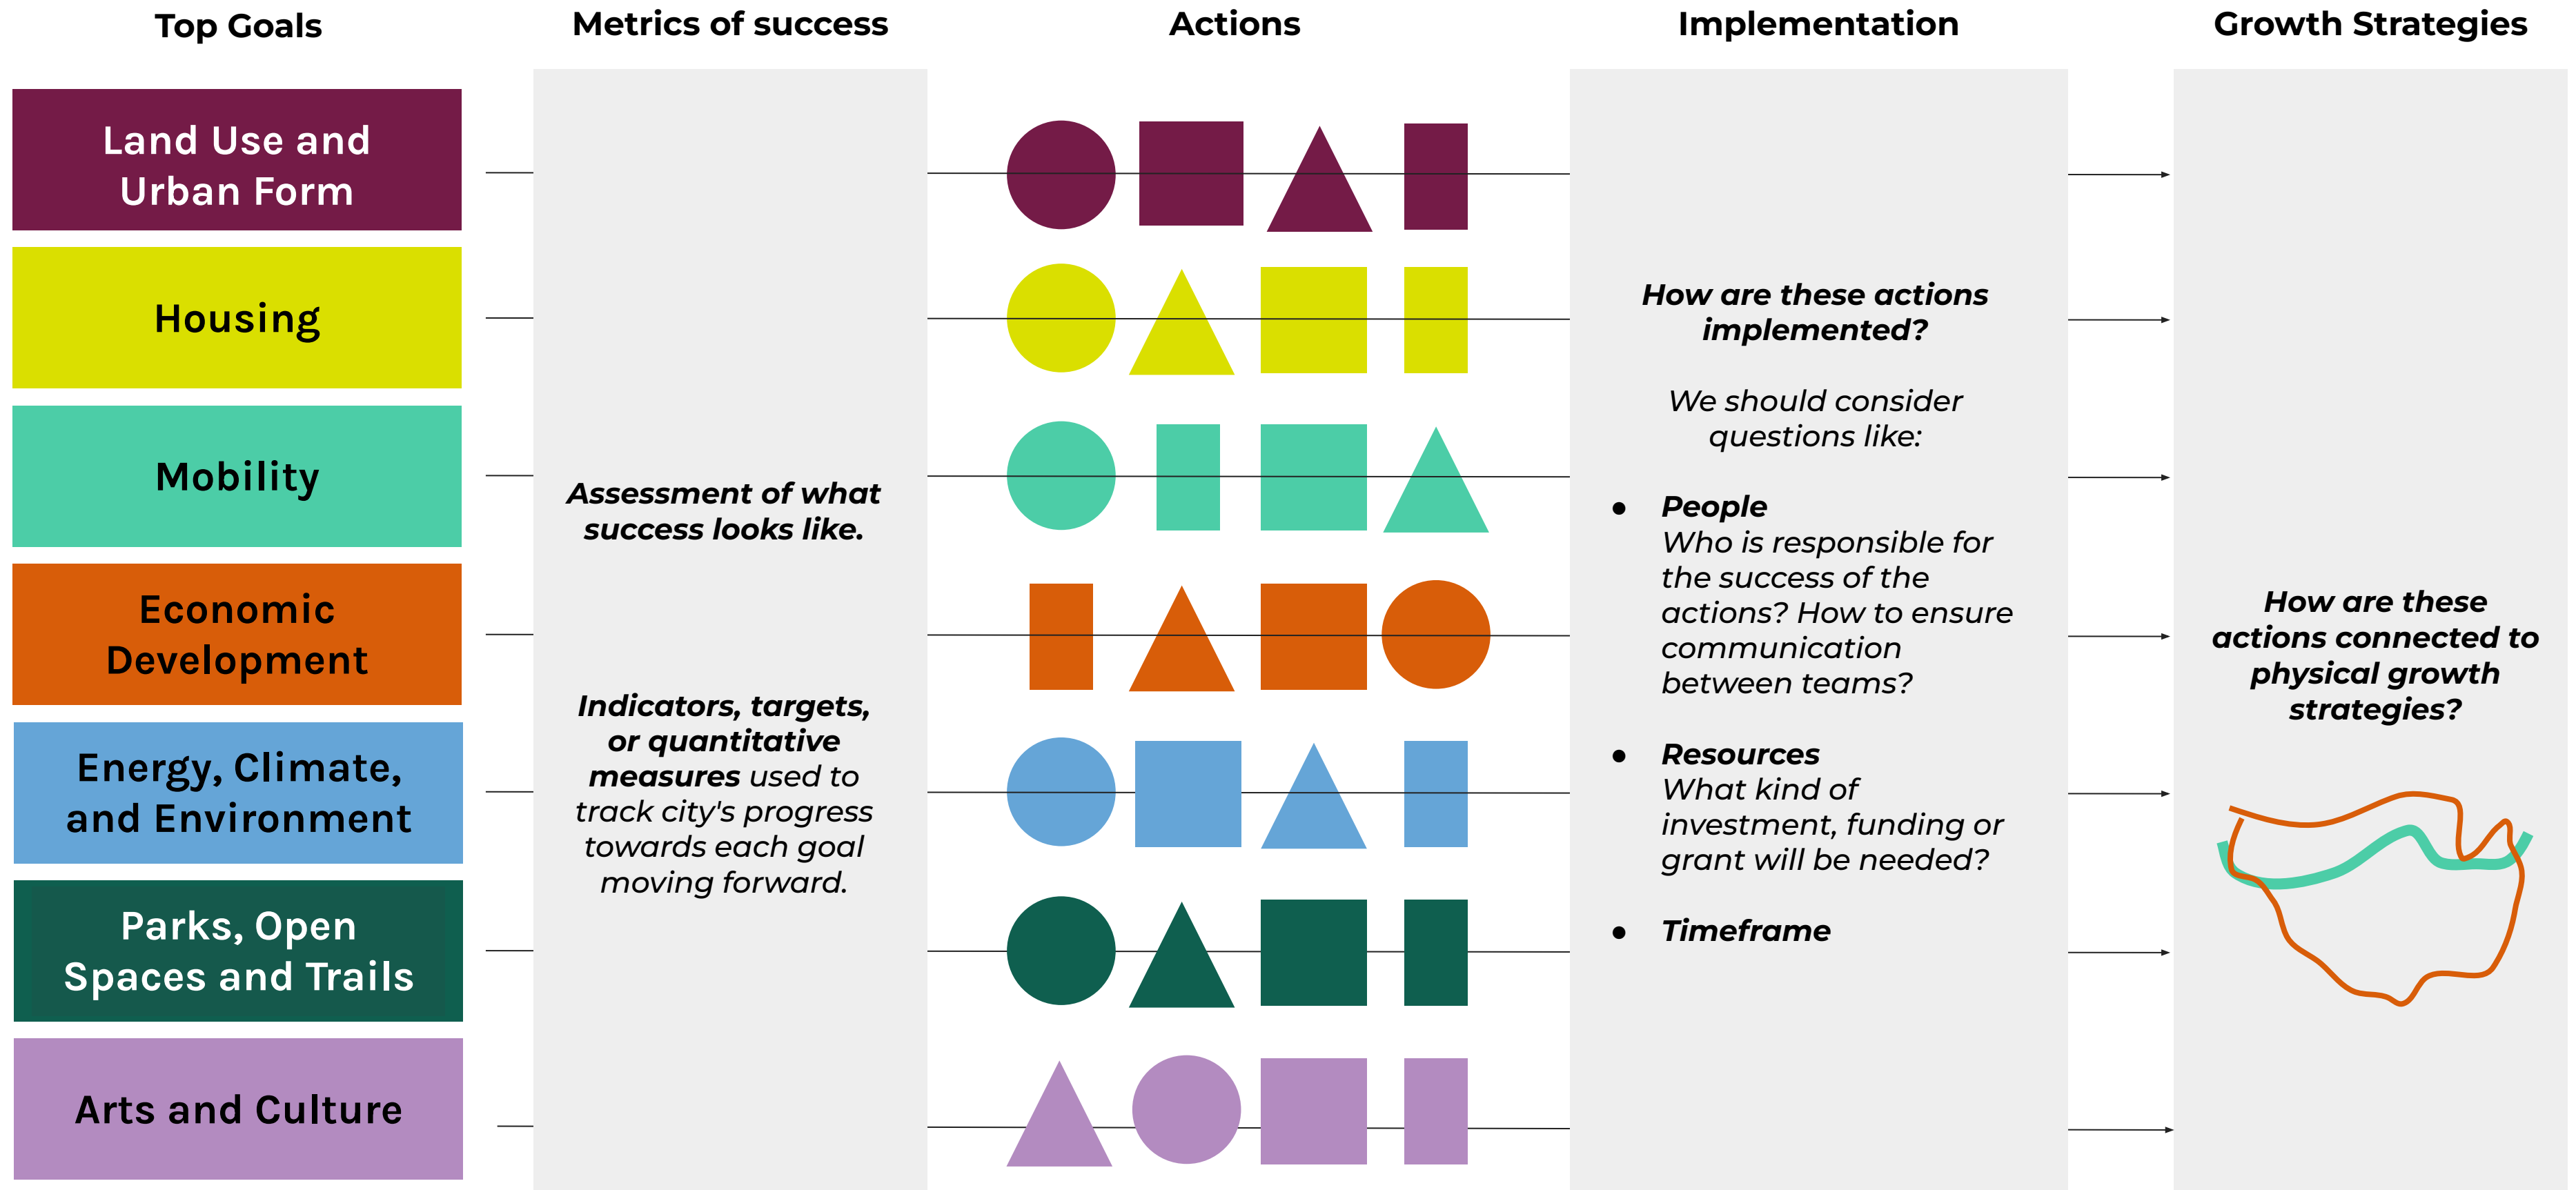 Top Goals
Metrics of success
Actions
Implementation
Growth Strategies
Land Use and
Urban Form
Housing
Mobility
Economic
Development
Energy, Climate,
and Environment
Parks, Open
Spaces and Trails
Arts and Culture
Assessment of what
success looks like.
Indicators, targets,
or quantitative
measures used to
track city's progress
towards each goal
moving forward.
How are these actions
implemented?
We should consider
questions like:
● People
Who is responsible for
the success of the
actions? How to ensure
communication
between teams?
● Resources
What kind of
investment, funding or
grant will be needed?
● Timeframe
How are these
actions connected to
physical growth
strategies?